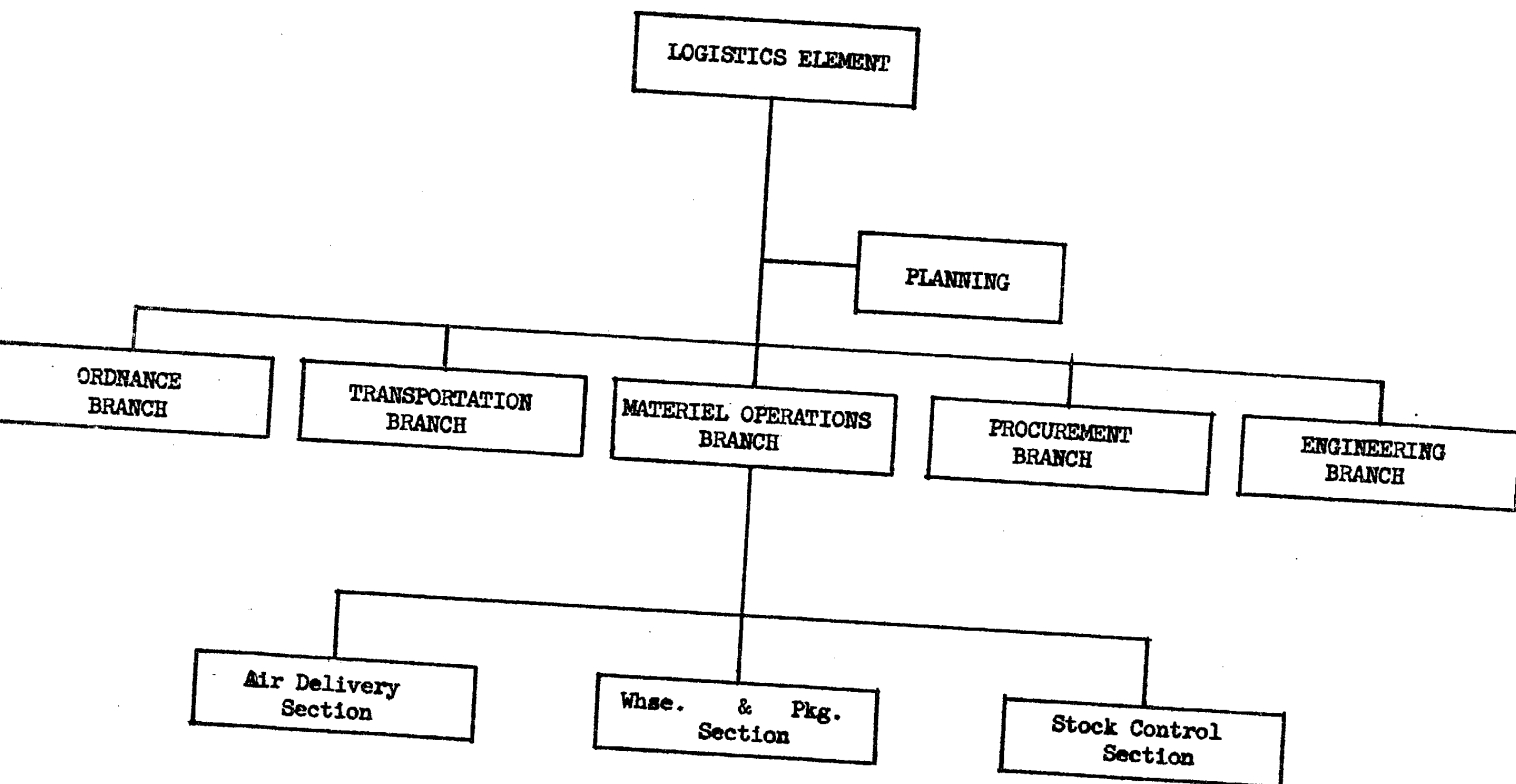 LOGISTICS ELEMENT
PLANNING
ORDNANCE
BRANCH
TRANSPORTATION
BRANCH
MATERIEL OPERATIONS
BRANCH
PROCUREMENT
BRANCH
ENGINEERING
BRANCH
Air Delivery
Section
Whse. & Pkg.
Section
Stock Control
Section